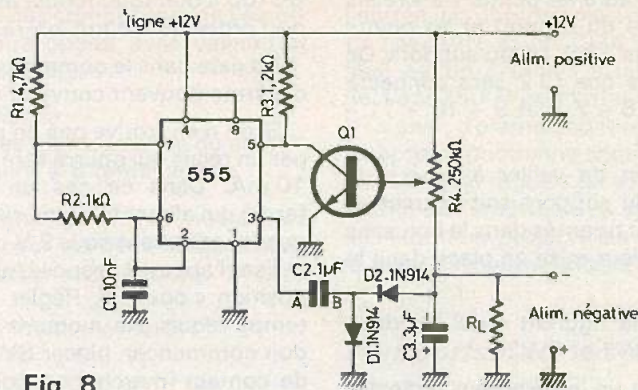 ligne +12V
+12V
R1.4,7kΩ
R3.1,2kΩ
Alim. positive
4
8
7
5
Q1
555
R4.250kΩ
R2.1kΩ
6
3
2
1
C2.1µF
D2.1N914
A
B
C1.10nF
D1.1N914
C3.3µF
+
RL
Alim. négative
Fig. 8